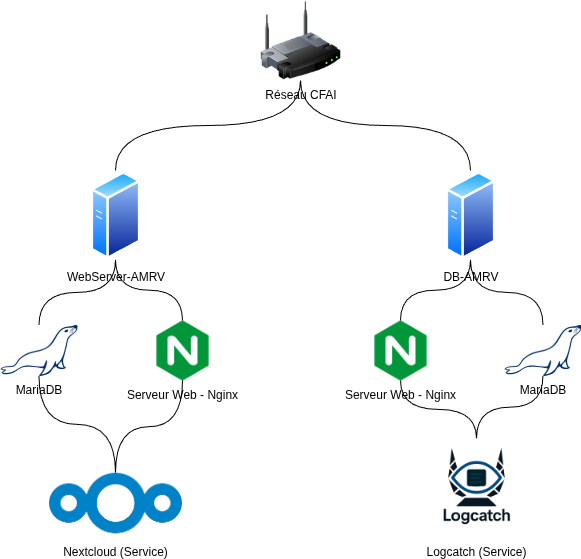 Réseau CFAI
WebServer-AMRV
DB-AMRV
MariaDB
N
Serveur Web - Nginx
N
Serveur Web - Nginx
MariaDB
Logcatch
Nextcloud (Service)
Logcatch (Service)